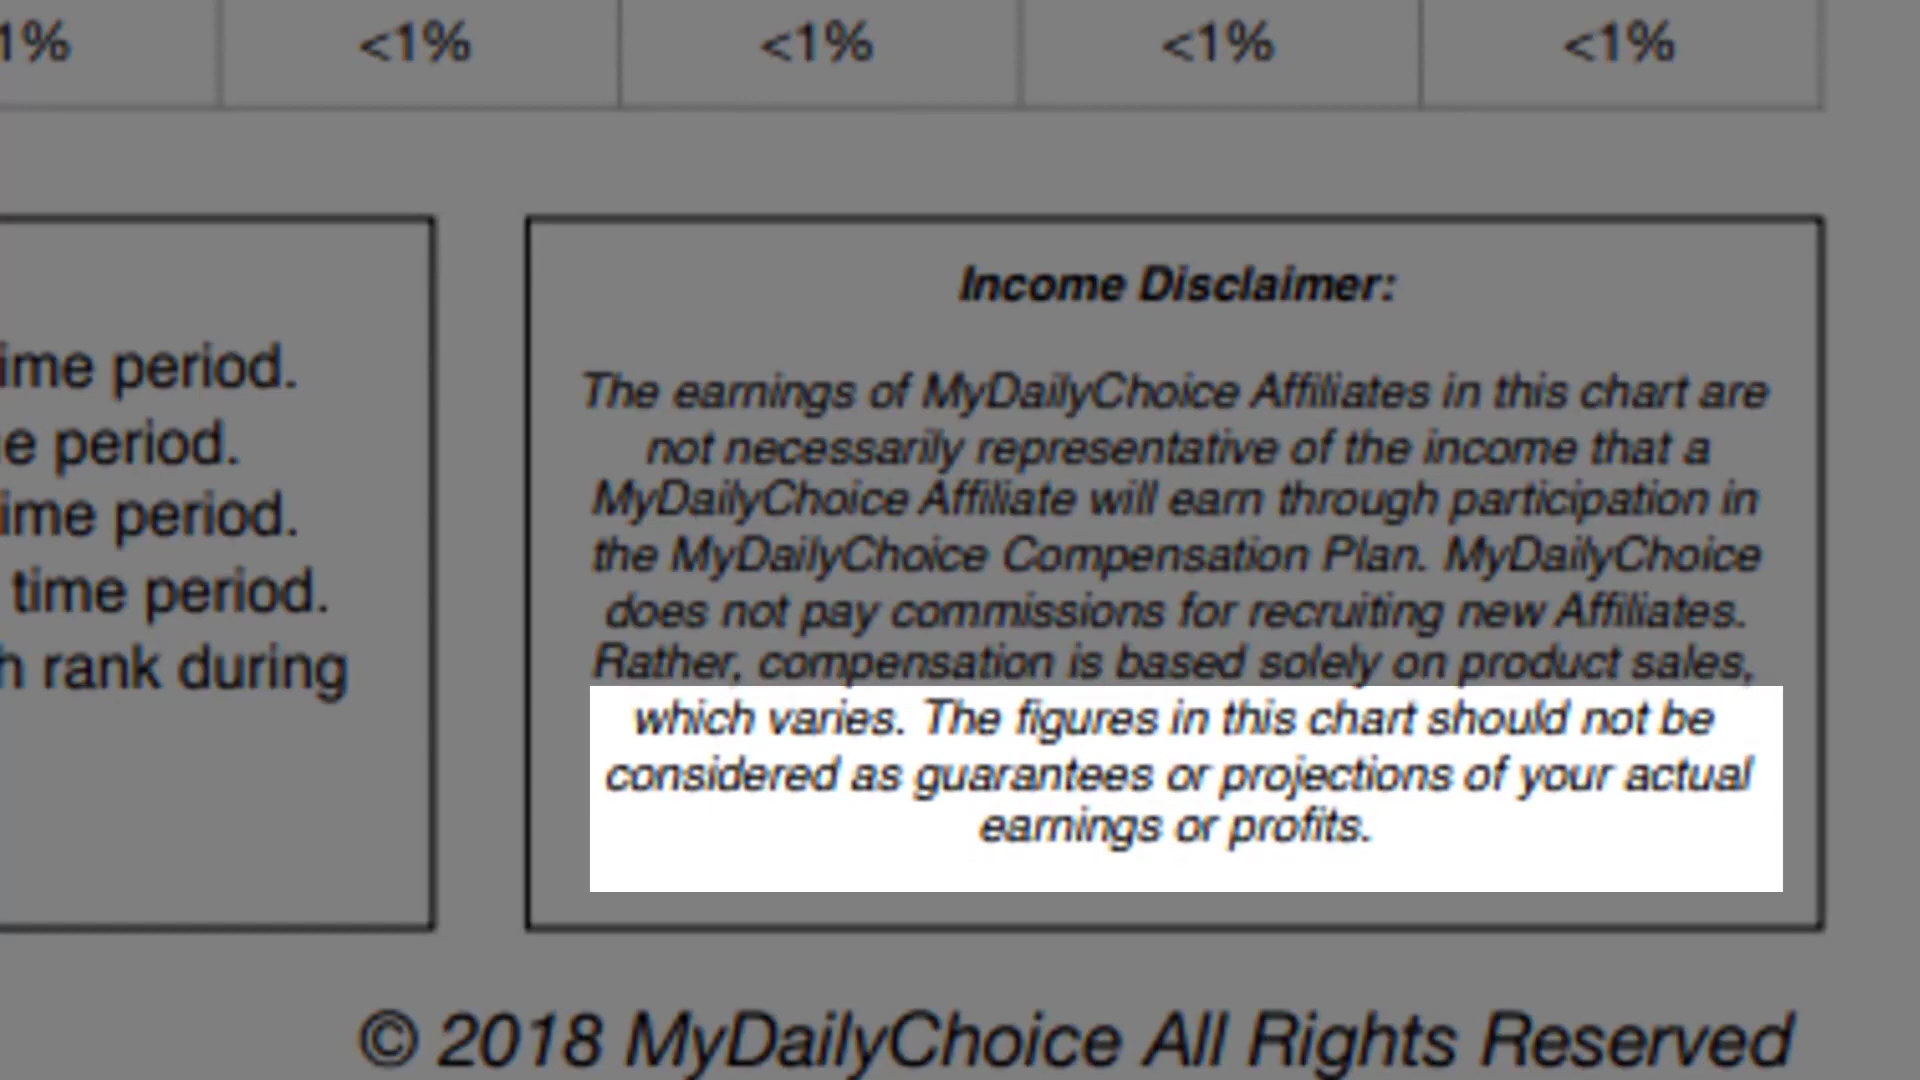 1% <1% <1% <1% <1%
ime period.
e period.
ime period.
time period.
h rank during
Income Disclaimer:
The earnings of MyDailyChoice Affiliates in this chart are
not necessarily representative of the income that a
MyDailyChoice Affiliate will earn through participation in
the MyDailyChoice Compensation Plan. MyDailyChoice
does not pay commissions for recruiting new Affiliates.
Rather, compensation is based solely on product sales,
which varies. The figures in this chart should not be
considered as guarantees or projections of your actual
earnings or profits.
© 2018 MyDailyChoice All Rights Reserved